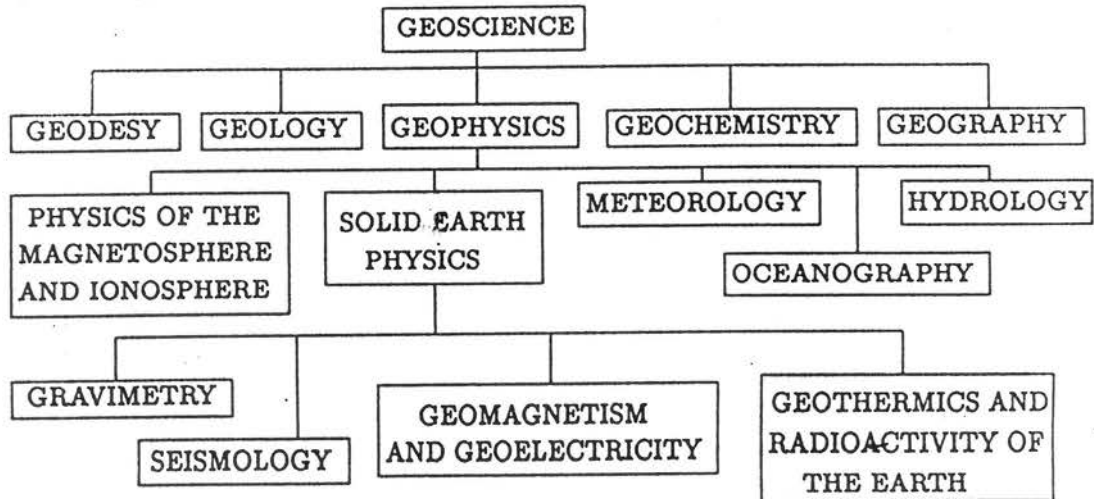 GEOSCIENCE
GEODESY
GEOLOGY
GEOPHYSICS
GEOCHEMISTRY
GEOGRAPHY
PHYSICS OF THE
MAGNETOSPHERE
AND IONOSPHERE
SOLID EARTH
PHYSICS
METEOROLOGY
HYDROLOGY
OCEANOGRAPHY
GRAVIMETRY
SEISMOLOGY
GEOMAGNETISM
AND GEOELECTRICITY
GEOTHERMICS AND
RADIOACTIVITY OF
THE EARTH